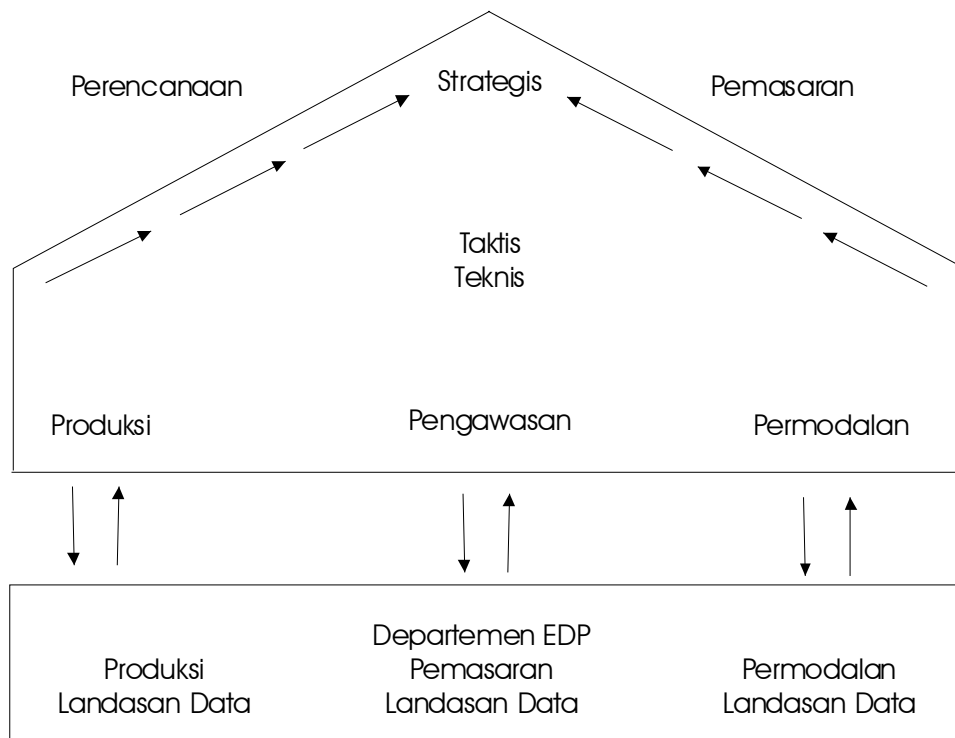 Perencanaan
Strategis
Pemasaran
Taktis
Teknis
Produksi
Pengawasan
Permodalan
Departemen EDP
Produksi
Landasan Data
Pemasaran
Landasan Data
Permodalan
Landasan Data